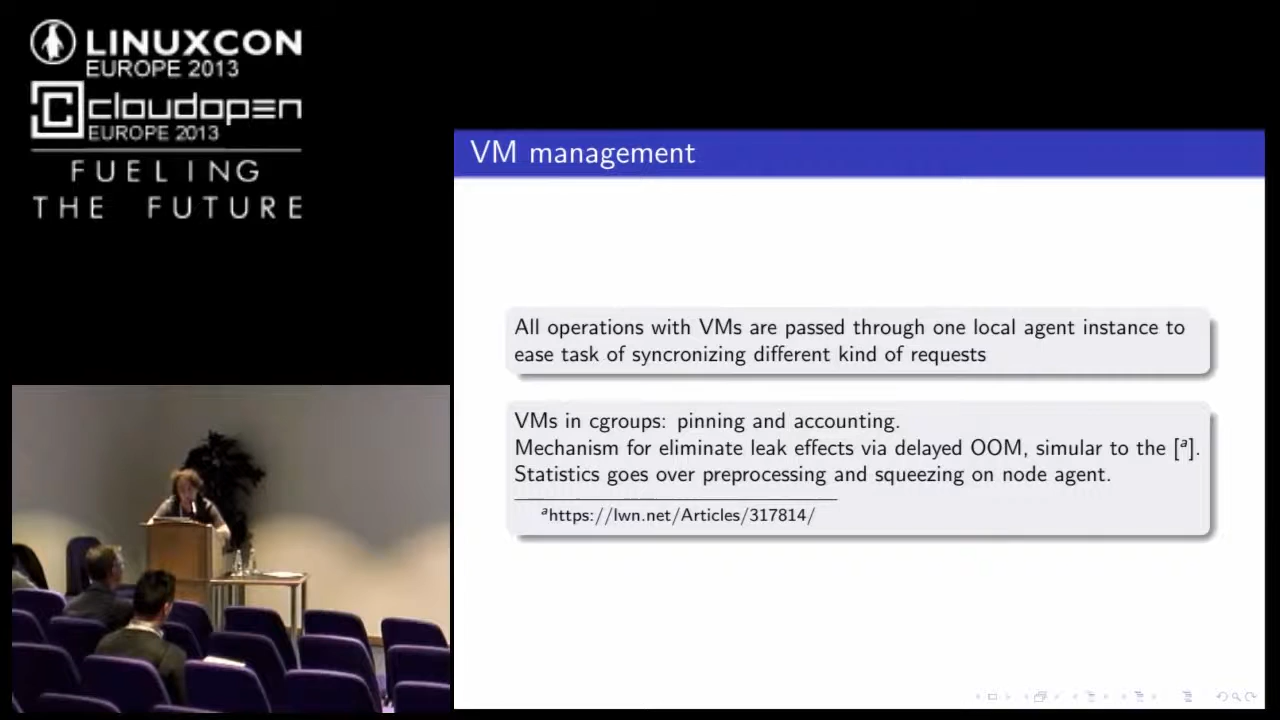 LINUXCON
EUROPE 2013
cloudopen
EUROPE 2013
FUELING
THE FUTURE
VM management
All operations with VMs are passed through one local agent instance to
ease task of syncronizing different kind of requests
VMs in cgroups: pinning and accounting.
Mechanism for eliminate leak effects via delayed OOM, simular to the [a].
Statistics goes over preprocessing and squeezing on node agent.
ahttps://lwn.net/Articles/317814/